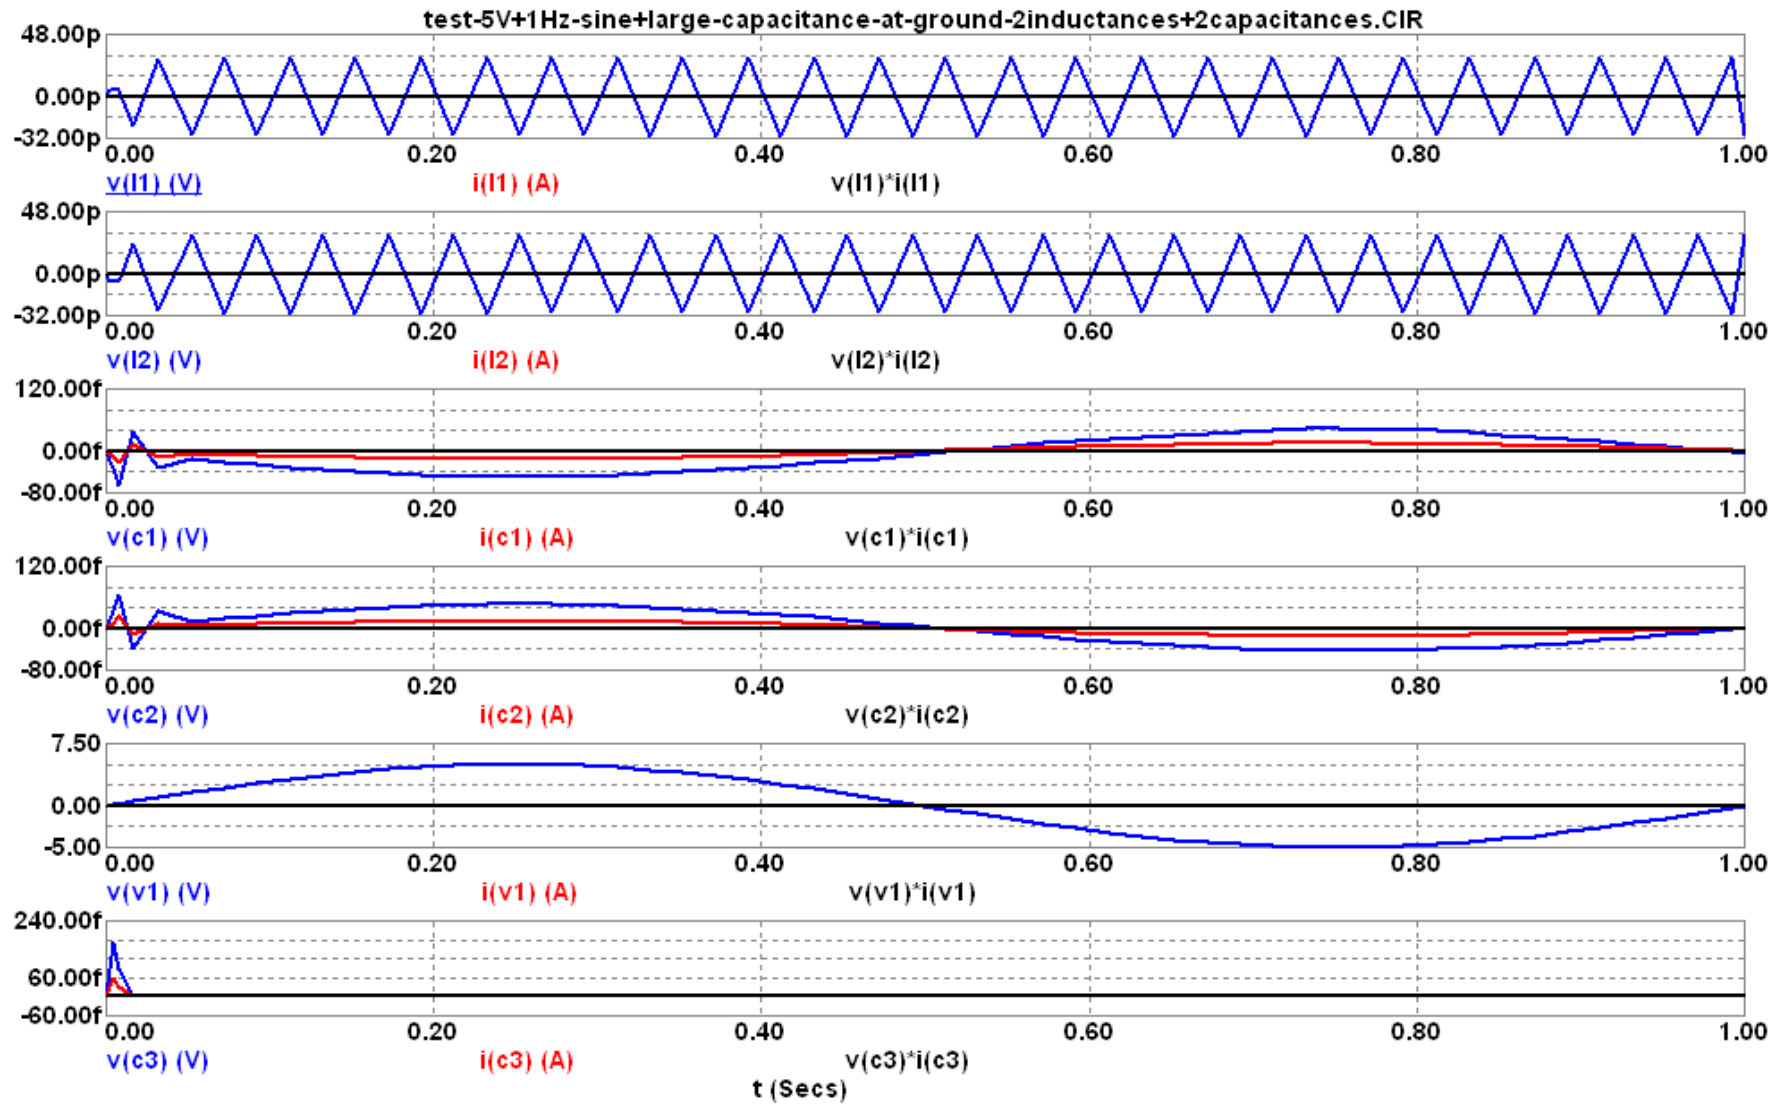 test-5V+1Hz-sine+large-capacitance-at-ground-2inductances+2capacitances.CIR
48.00p
0.00p
-32.00p
0.00 0.20 0.40 0.60 0.80 1.00
v(l1) (V) i(l1) (A) v(l1)*i(l1)
48.00p
0.00p
-32.00p
0.00 0.20 0.40 0.60 0.80 1.00
v(l2) (V) i(l2) (A) v(l2)*i(l2)
120.00f
0.00f
-80.00f
0.00 0.20 0.40 0.60 0.80 1.00
v(c1) (V) i(c1) (A) v(c1)*i(c1)
120.00f
0.00f
-80.00f
0.00 0.20 0.40 0.60 0.80 1.00
v(c2) (V) i(c2) (A) v(c2)*i(c2)
7.50
0.00
-5.00
0.00 0.20 0.40 0.60 0.80 1.00
v(v1) (V) i(v1) (A) v(v1)*i(v1)
240.00f
60.00f
-60.00f
0.00 0.20 0.40 0.60 0.80 1.00
v(c3) (V) i(c3) (A) v(c3)*i(c3)
t (Secs)